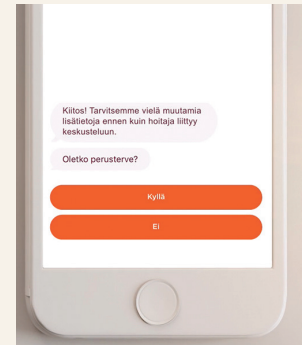 Kiitos! Tarvitsemme vielä muutamia
lisätietoja ennen kuin hoitaja liittyy
keskusteluun.
Oletko perusterve?
Kyllä
Ei